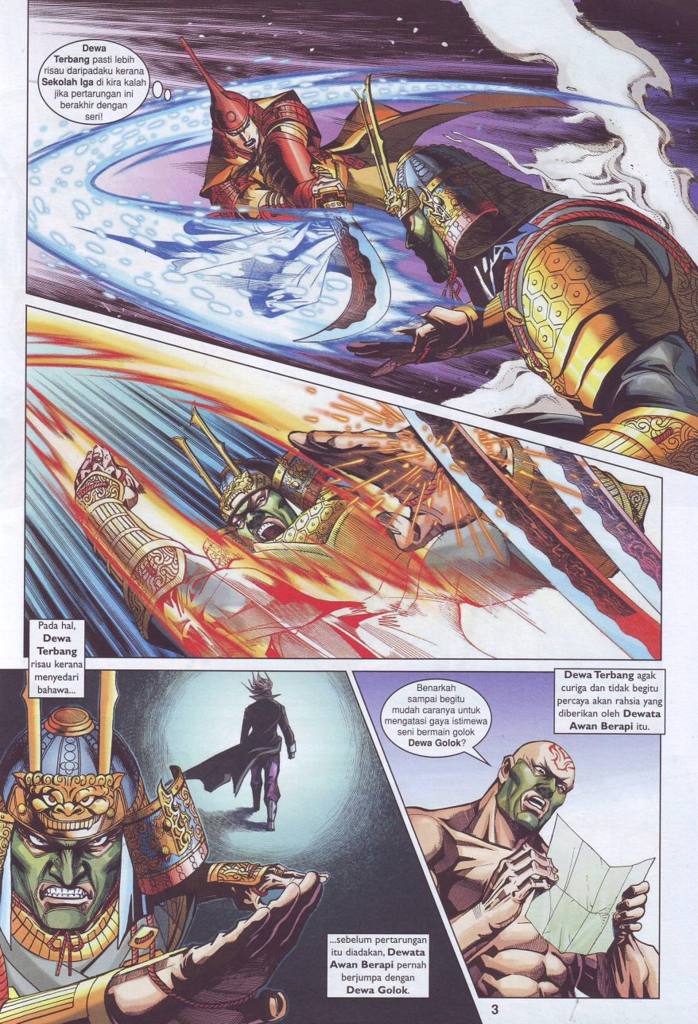 Dewa
Terbang pasti lebih
risau daripadaku kerana
Sekolah Iga di kira kalah
jika pertarungan ini
berakhir dengan
seri!
Pada hal,
Dewa
Terbang
risau kerana
menyedari
bahawa...
...sebelum pertarungan
itu diadakan, Dewata
Awan Berapi pernah
berjumpa dengan
Dewa Golok.
Benarkah
sampai begitu
mudah caranya untuk
mengatasi gaya istimewa
seni bermain golok
Dewa Golok?
Dewa Terbang agak
curiga dan tidak begitu
percaya akan rahsia yang
diberikan oleh Dewata
Awan Berapi itu.
3